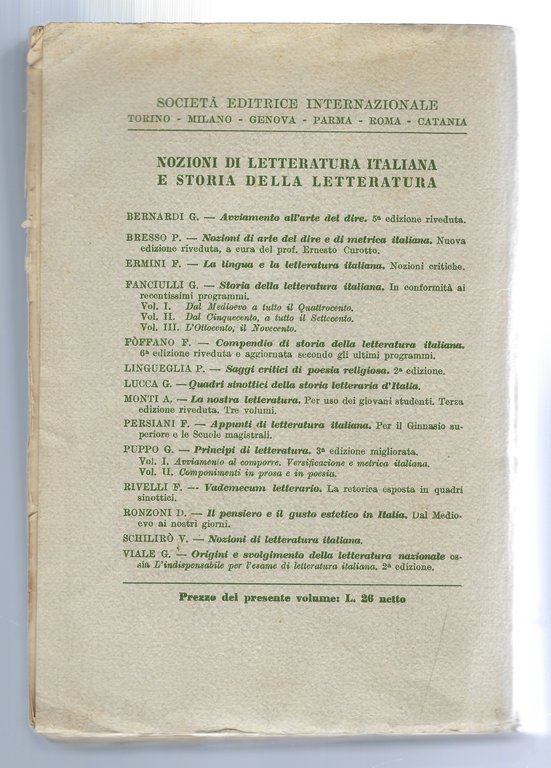 SOCIETÀ EDITRICE INTERNAZIONALE
TORINO - MILANO - GENOVA - PARMA - ROMA - CATANIA
NOZIONI DI LETTERATURA ITALIANA
E STORIA DELLA LETTERATURA
BERNARDI G. — Avviamento all'arte del dire. 5ª edizione riveduta.
BRESSO P. — Nozioni di arte del dire e di metrica italiana. Nuova
edizione riveduta, a cura del prof. Ernesto Curotto.
ERMINI F. — La lingua e la letteratura italiana. Nozioni critiche.
FANCIULLI G. — Storia della letteratura italiana. In conformità ai
recentissimi programmi.
Vol. I. Dal Medioevo a tutto il Quattrocento.
Vol. II. Dal Cinquecento, a tutto il Settecento.
Vol. III. L'Ottocento; il Novecento.
FÒFFANO F. — Compendio di storia della letteratura italiana.
6ª edizione riveduta e aggiornata secondo gli ultimi programmi.
LINGUEGLIA P. — Saggi critici di poesia religiosa. 2ª edizione.
LUCCA G. — Quadri sinottici della storia letteraria d'Italia.
MONTI A. — La nostra letteratura. Per uso dei giovani studenti. Terza
edizione riveduta. Tre volumi.
PERSIANI F. — Appunti di letteratura italiana. Per il Ginnasio su-
periore e le Scuole magistrali.
PUPPO G. — Principi di letteratura. 3ª edizione migliorata.
Vol. I. Avviamento al comporre. Versificazione e metrica italiana.
Vol. II. Componimenti in prosa e in poesia.
RIVELLI F. — Vademecum letterario. La retorica esposta in quadri
sinottici.
RONZONI D. — Il pensiero e il gusto estetico in Italia. Dal Medio-
evo ai nostri giorni.
SCHILIRÒ V. — Nozioni di letteratura italiana.
VIALE G. — Origini e svolgimento della letteratura nazionale os-
sia L'indispensabile per l'esame di letteratura italiana. 2ª edizione.
Prezzo del presente volume: L. 26 netto